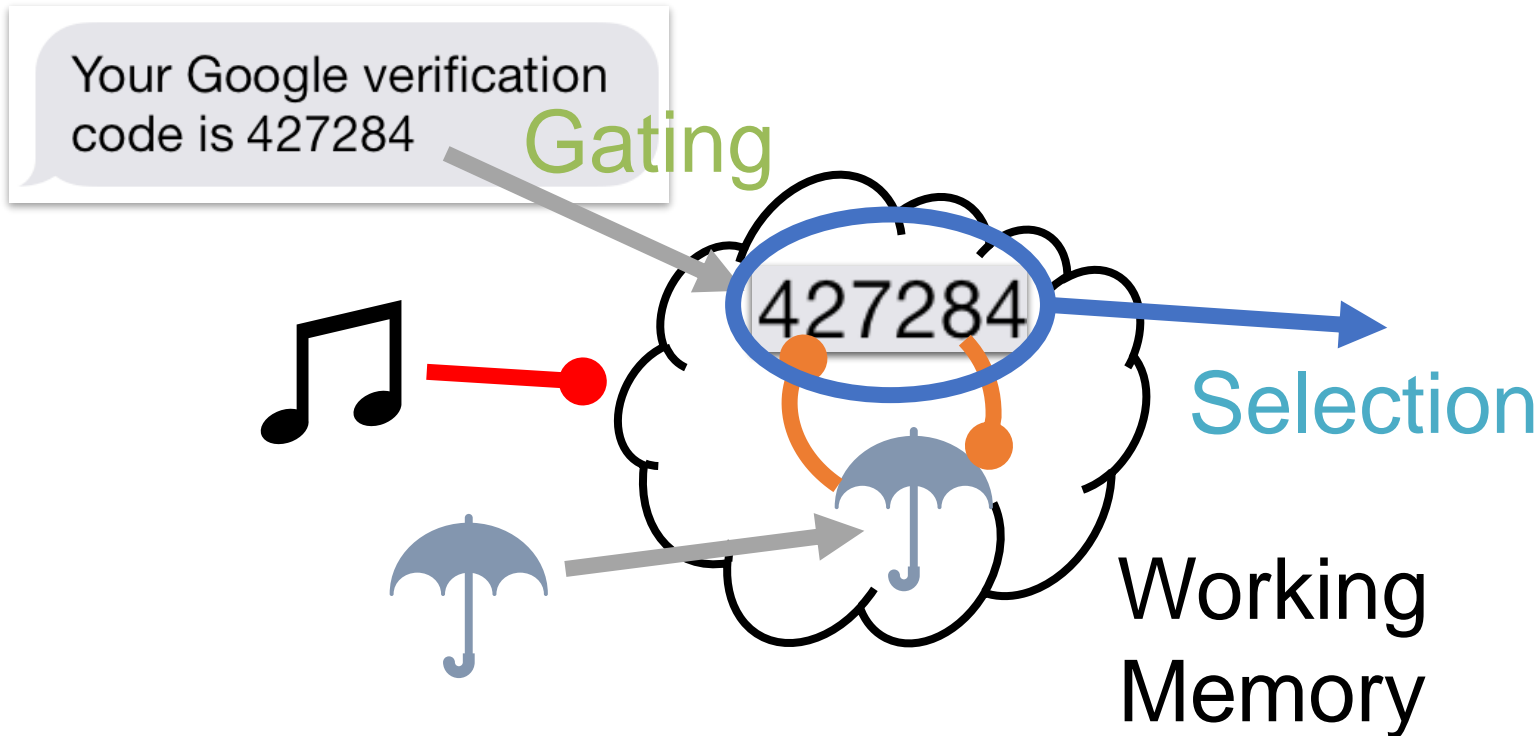 Your Google verification
code is 427284
Gating
427284
Selection
Working
Memory